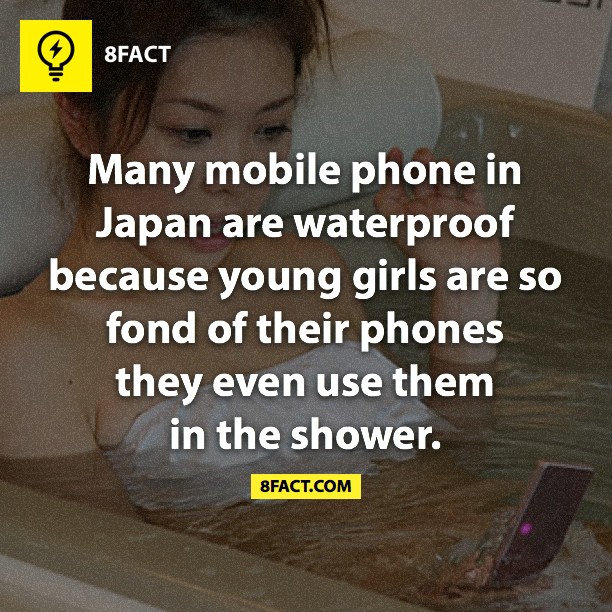 8FACT
Many mobile phone in
Japan are waterproof
because young girls are so
fond of their phones
they even use them
in the shower.
8FACT.COM